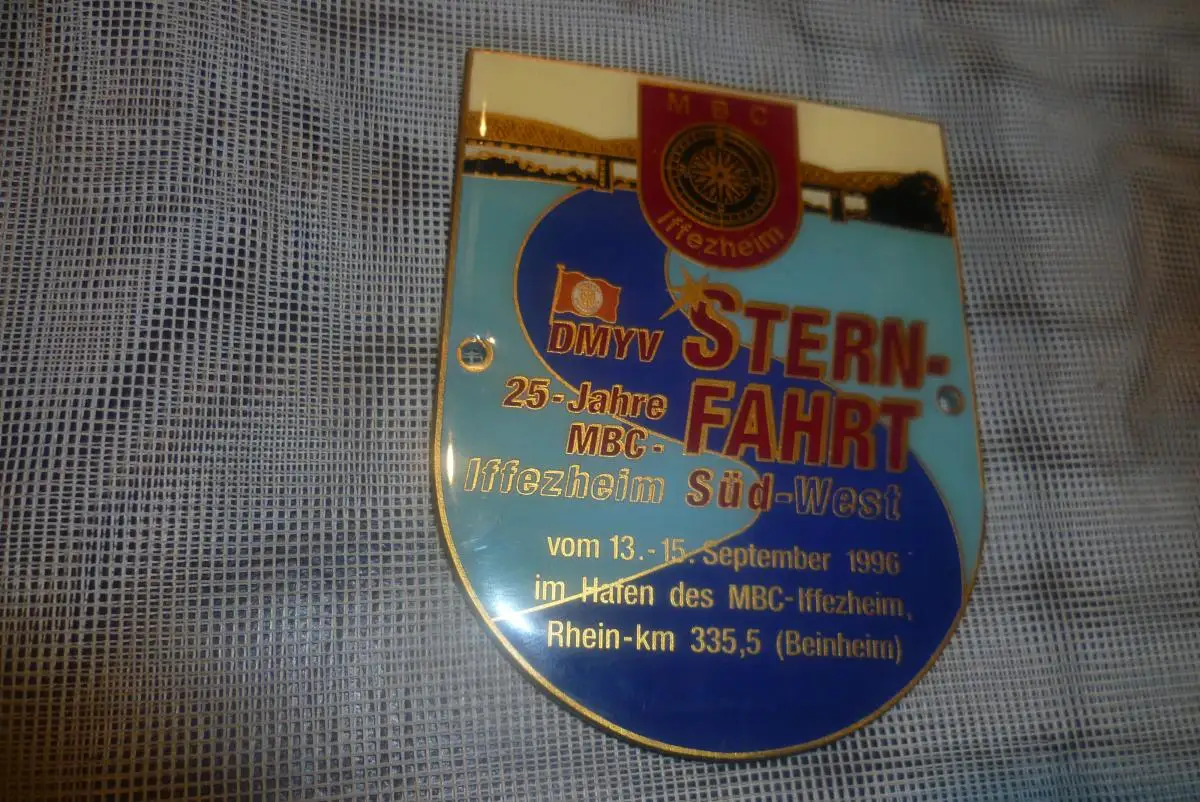 MBC
Iffezheim
DMYV
STERN-
FAHRT
Süd-West
25-Jahre
MBC-
Iffezheim
vom 13.-15. September 1996
im Hafen des MBC-Iffezheim,
Rhein-km 335,5 (Beinheim)